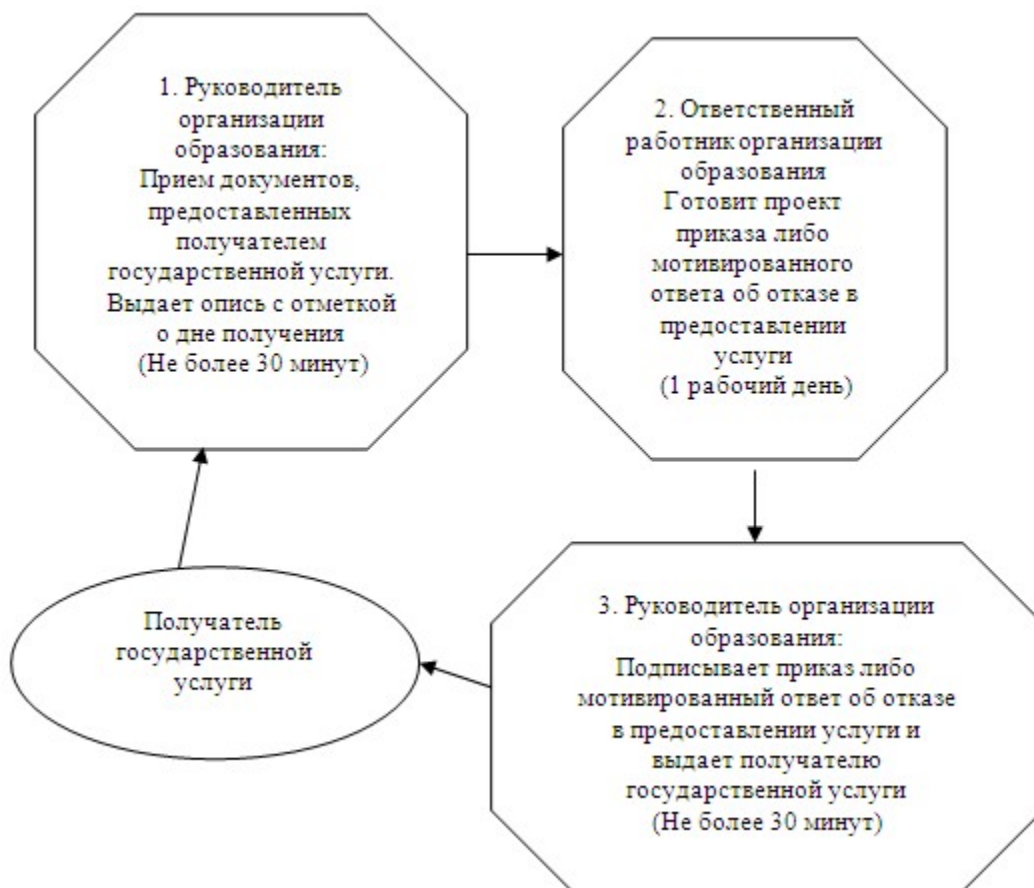 1. Руководитель
организации
образования:
Прием документов,
предоставленных
получателем
государственной услуги.
Выдает опись с отметкой
о дне получения
(Не более 30 минут)
2. Ответственный
работник организации
образования
Готовит проект
приказа либо
мотивированного
ответа об отказе в
предоставлении
услуги
(1 рабочий день)
Получатель
государственной
услуги
3. Руководитель организации
образования:
Подписывает приказ либо
мотивированный ответ об отказе
в предоставлении услуги и
выдает получателю
государственной услуги
(Не более 30 минут)